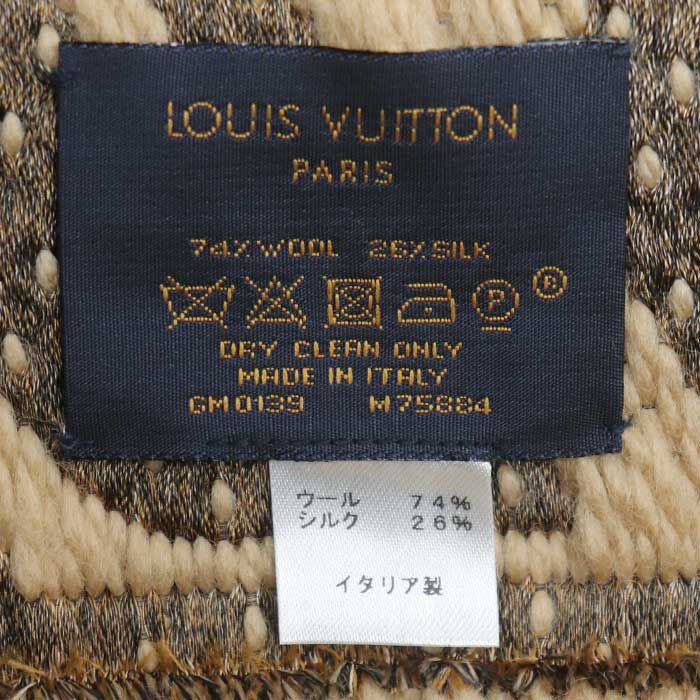 LOUIS VUITTON
PARIS
74% WOOL 26% SILK
P ®
DRY CLEAN ONLY
MADE IN ITALY
GM0139 M75884
ウール 74%
シルク 26%
イタリア製